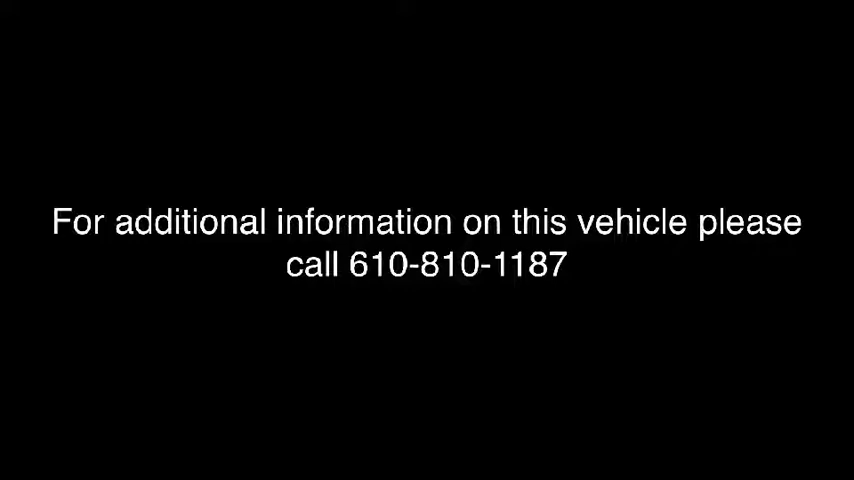 For additional information on this vehicle please
call 610-810-1187